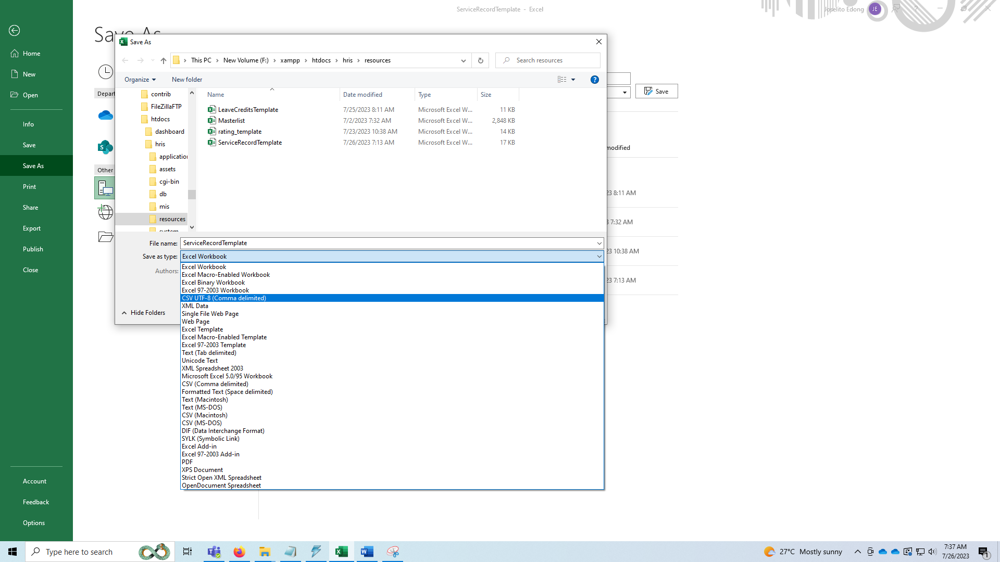 ServiceRecordTemplate - Excel
Joselito Edong
JE
?
Save As
Home
New
Open
Info
Save
Save As
Print
Share
Export
Publish
Close
Account
Feedback
Options
Depart
Other
Save
modified
23 8:11 AM
3 7:32 AM
23 10:38 AM
23 7:13 AM
Save As
This PC > New Volume (F:) > xampp > htdocs > hris > resources
Search resources
Organize
New folder
?
contrib
FileZillaFTP
htdocs
dashboard
hris
application
assets
cgi-bin
db
mis
resources
system
Name Date modified Type Size
LeaveCreditsTemplate 7/25/2023 8:11 AM Microsoft Excel W... 11 KB
Masterlist 7/2/2023 7:32 AM Microsoft Excel W... 2,848 KB
rating_template 7/23/2023 10:38 AM Microsoft Excel W... 14 KB
ServiceRecordTemplate 7/26/2023 7:13 AM Microsoft Excel W... 17 KB
File name: ServiceRecordTemplate
Save as type: Excel Workbook
Authors:
Hide Folders
Excel Workbook
Excel Macro-Enabled Workbook
Excel Binary Workbook
Excel 97-2003 Workbook
CSV UTF-8 (Comma delimited)
XML Data
Single File Web Page
Web Page
Excel Template
Excel Macro-Enabled Template
Excel 97-2003 Template
Text (Tab delimited)
Unicode Text
XML Spreadsheet 2003
Microsoft Excel 5.0/95 Workbook
CSV (Comma delimited)
Formatted Text (Space delimited)
Text (Macintosh)
Text (MS-DOS)
CSV (Macintosh)
CSV (MS-DOS)
DIF (Data Interchange Format)
SYLK (Symbolic Link)
Excel Add-in
Excel 97-2003 Add-in
PDF
XPS Document
Strict Open XML Spreadsheet
OpenDocument Spreadsheet
Type here to search
27°C Mostly sunny
7:37 AM
7/26/2023
1